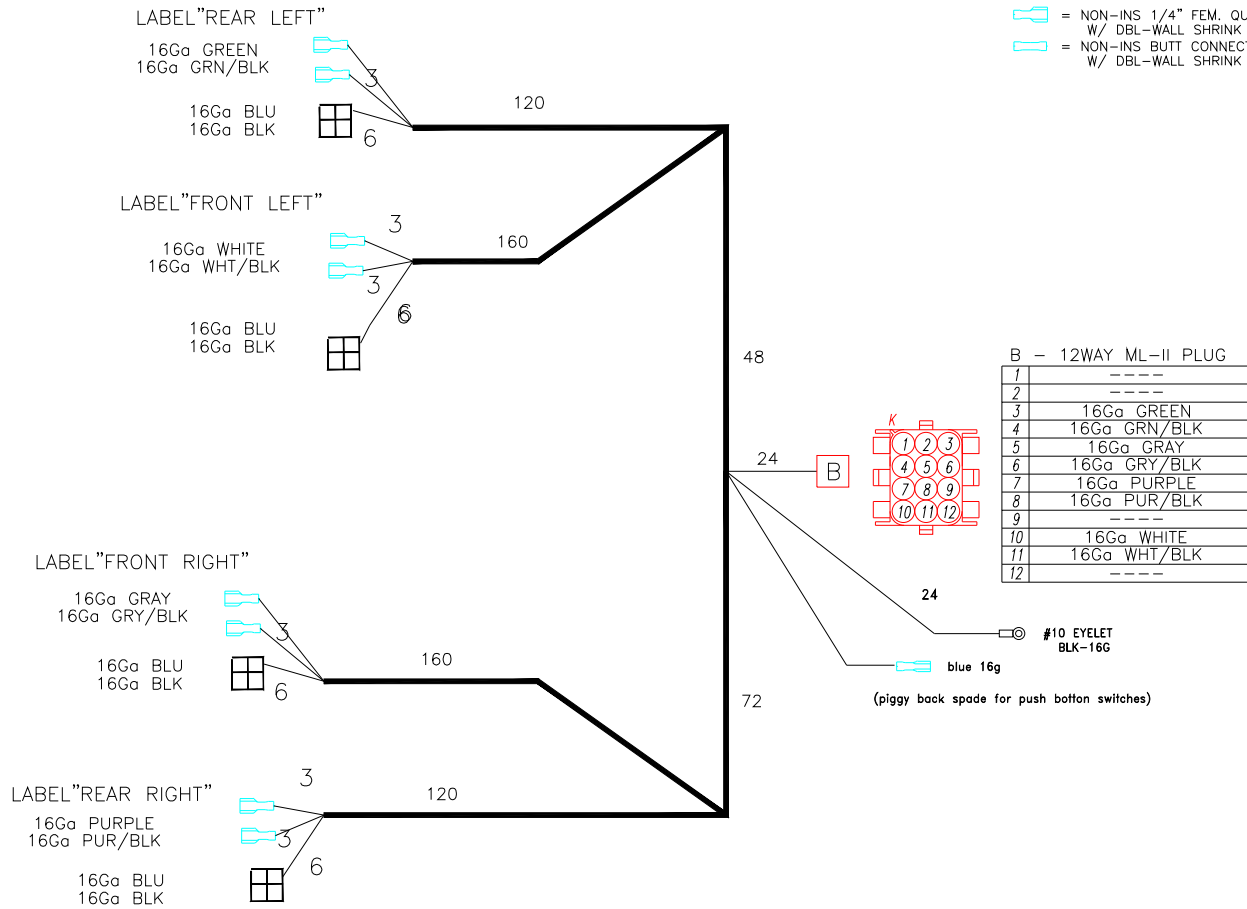 LABEL"REAR LEFT"
16Ga GREEN
16Ga GRN/BLK
3
16Ga BLU
16Ga BLK
6
120
= NON-INS 1/4" FEM.
W/ DBL-WALL SHRINK
= NON-INS BUTT
W/ DBL-WALL SHRINK
LABEL"FRONT LEFT"
3
16Ga WHITE
16Ga WHT/BLK
3
160
6
16Ga BLU
16Ga BLK
48
B - 12WAY ML-II PLUG
1 ----
2 ----
3 16Ga GREEN
4 16Ga GRN/BLK
5 16Ga GRAY
6 16Ga GRY/BLK
7 16Ga PURPLE
8 16Ga PUR/BLK
9 ----
10 16Ga WHITE
11 16Ga WHT/BLK
12 ----
24
B
K
1 2 3
4 5 6
7 8 9
10 11 12
LABEL"FRONT RIGHT"
16Ga GRAY
16Ga GRY/BLK
3
16Ga BLU
16Ga BLK
6
160
24
#10 EYELET
BLK-16G
blue 16g
(piggy back spade for push botton switches)
72
LABEL"REAR RIGHT"
3
16Ga PURPLE
16Ga PUR/BLK
3
120
6
16Ga BLU
16Ga BLK